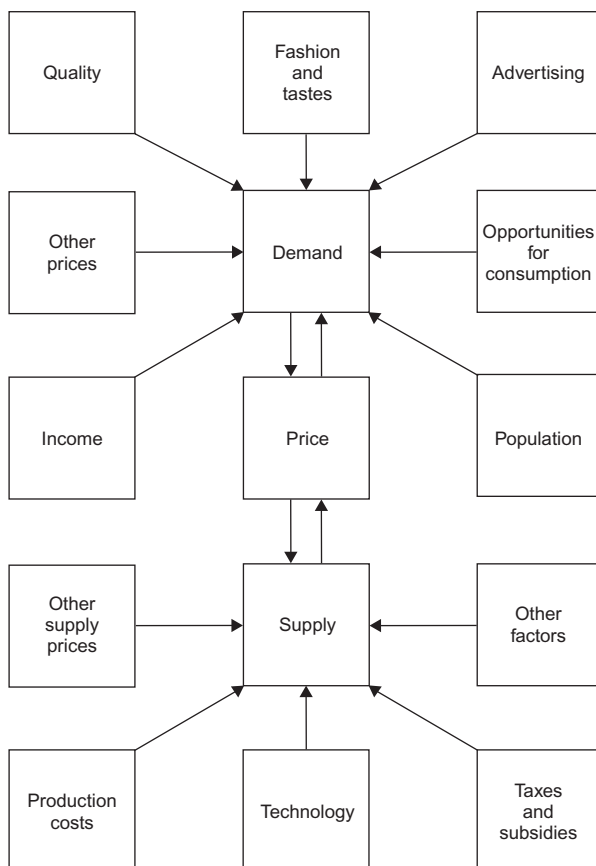 Quality
Fashion
and
tastes
Advertising
Other
prices
Demand
Opportunities
for
consumption
Income
Price
Population
Other
supply
prices
Supply
Other
factors
Production
costs
Technology
Taxes
and
subsidies